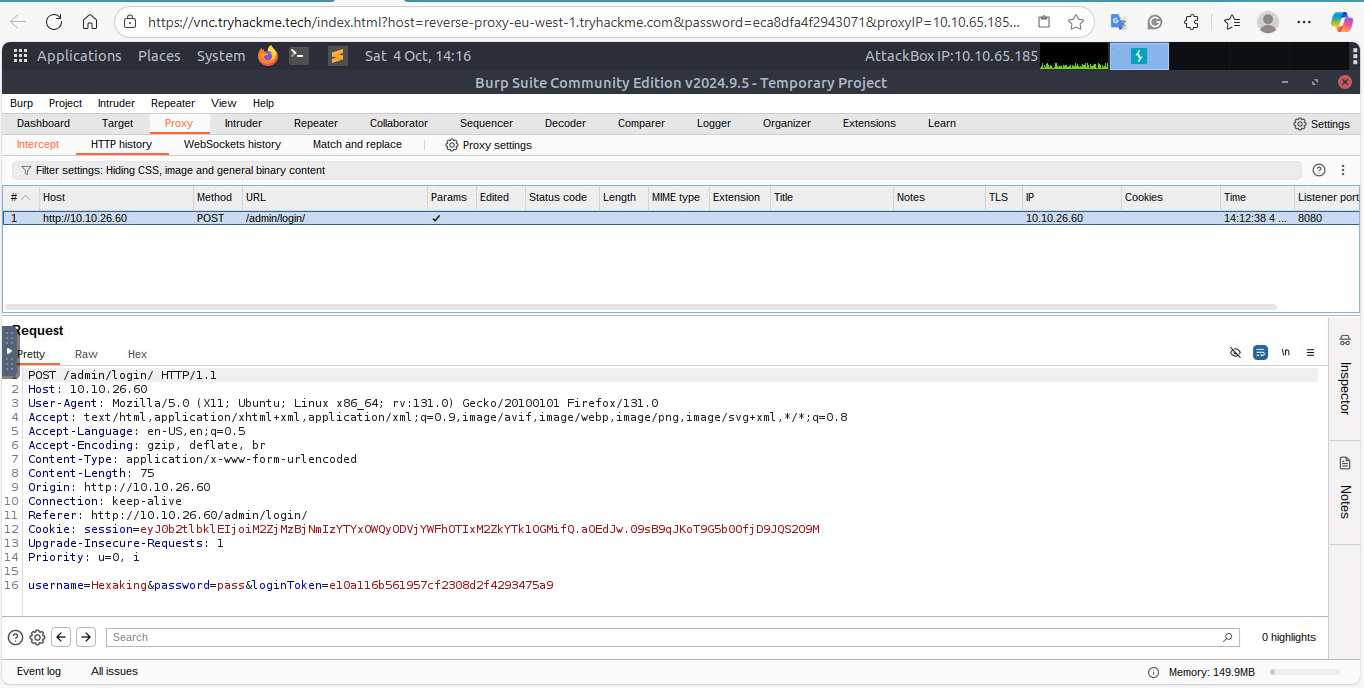 https://vnc.tryhackme.tech/index.html?host=reverse-proxy-eu-west-1.tryhackme.com&password=eca8dfa4f2943071&proxyIP=10.10.65.185...
Applications Places System Sat 4 Oct, 14:16 AttackBox IP:10.10.65.185
Burp Suite Community Edition v2024.9.5 - Temporary Project
Burp Project Intruder Repeater View Help
Dashboard Target Proxy Intruder Repeater Collaborator Sequencer Decoder Comparer Logger Organizer Extensions Learn Settings
Intercept HTTP history WebSockets history Match and replace Proxy settings
Filter settings: Hiding CSS, image and general binary content
# Host Method URL Params Edited Status code Length MIME type Extension Title Notes TLS IP Cookies Time Listener port
1 http://10.10.26.60 POST /admin/login/ ✓ 10.10.26.60 14:12:38 4 ... 8080
Request
Pretty Raw Hex \n
POST /admin/login/ HTTP/1.1
2 Host: 10.10.26.60
3 User-Agent: Mozilla/5.0 (X11; Ubuntu; Linux x86_64; rv:131.0) Gecko/20100101 Firefox/131.0
4 Accept: text/html,application/xhtml+xml,application/xml;q=0.9,image/avif,image/webp,image/png,image/svg+xml,*/*;q=0.8
5 Accept-Language: en-US,en;q=0.5
6 Accept-Encoding: gzip, deflate, br
7 Content-Type: application/x-www-form-urlencoded
8 Content-Length: 75
9 Origin: http://10.10.26.60
10 Connection: keep-alive
11 Referer: http://10.10.26.60/admin/login/
12 Cookie: session=
13 Upgrade-Insecure-Requests: 1
14 Priority: u=0, i
15
16 username=Hexaking&password=pass&loginToken=e10a116b561957cf2308d2f4293475a9
Inspector
Notes
Search 0 highlights
Event log All issues Memory: 149.9MB